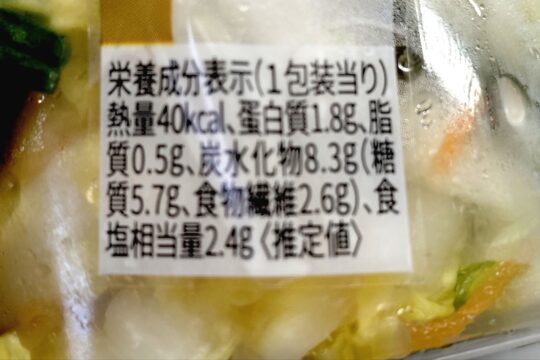 栄養成分表示(1包装当り)
熱量40kcal、蛋白質1.8g、脂
質0.5g、炭水化物8.3g(糖
質5.7g、食物繊維2.6g)、食
塩相当量2.4g〈推定値〉